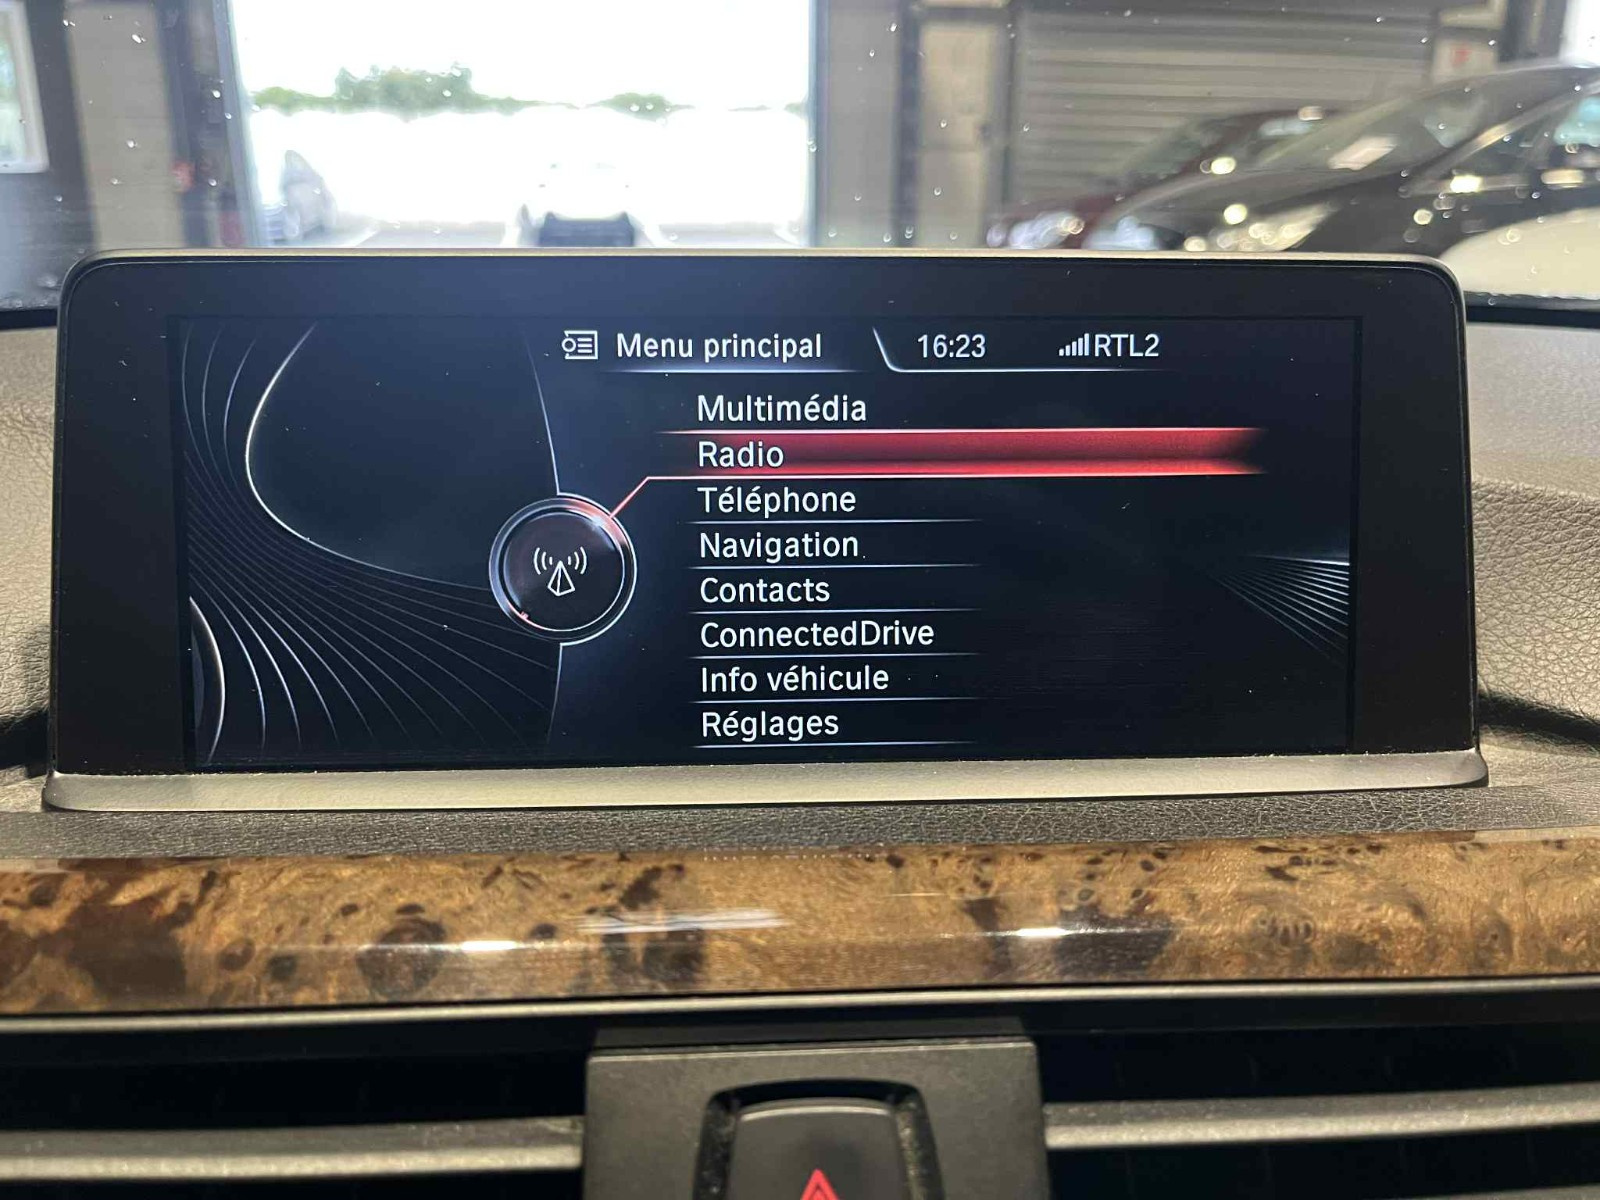 Menu principal 16:23 RTL2
Multimédia
Radio
Téléphone
Navigation
Contacts
ConnectedDrive
Info véhicule
Réglages